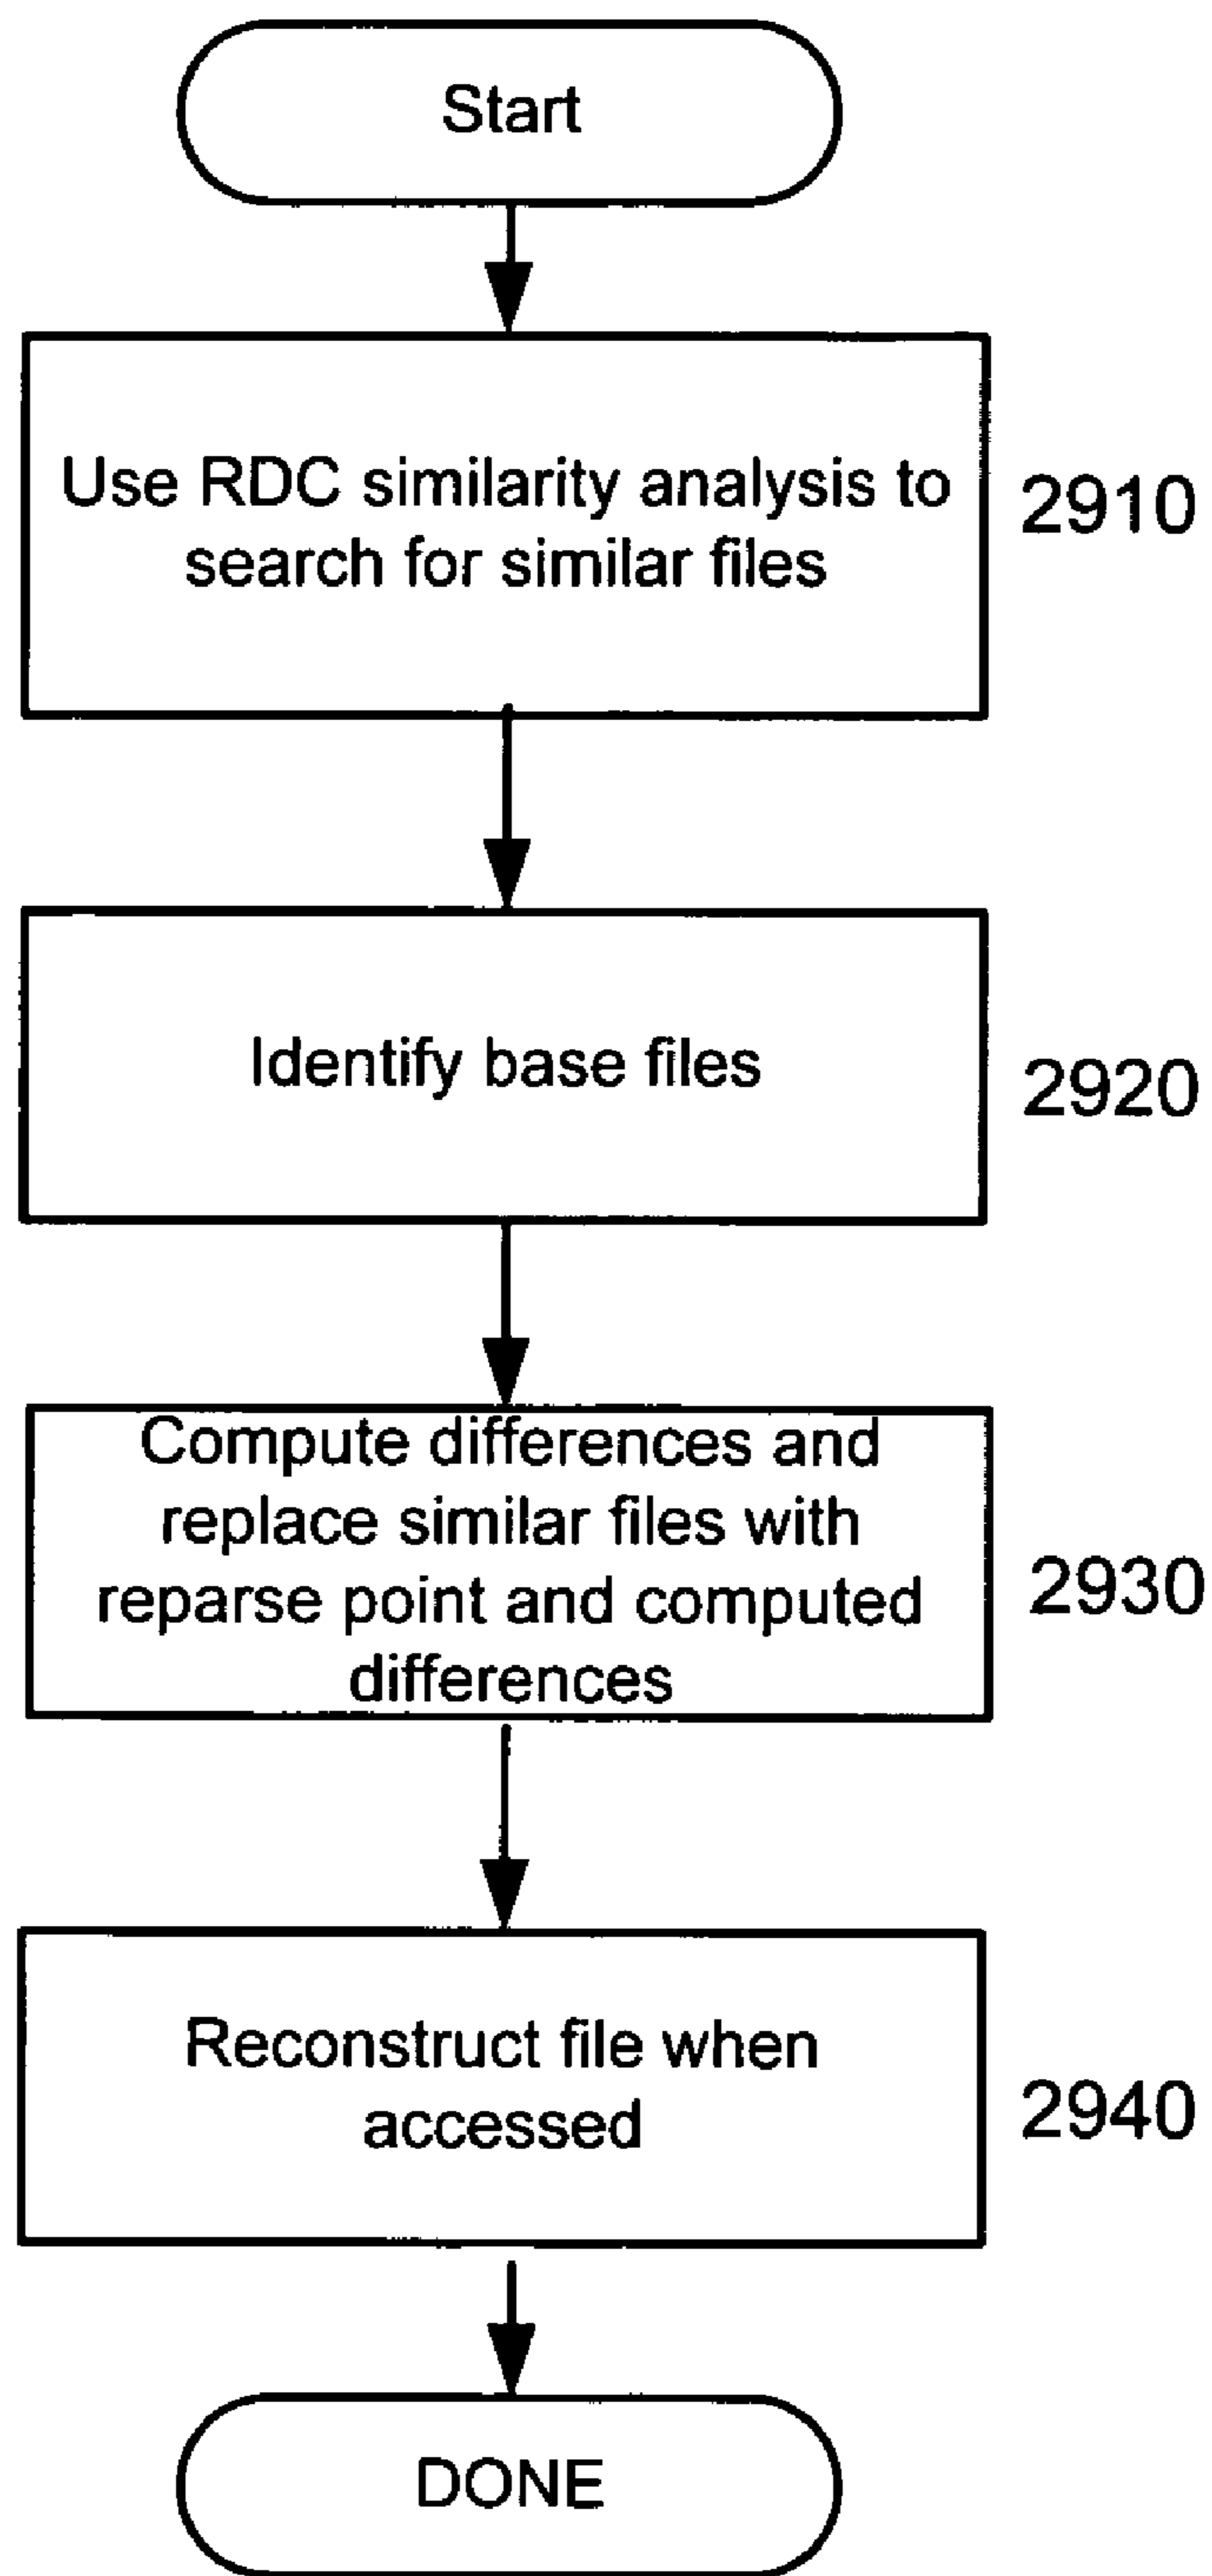 Start
Use RDC similarity analysis to
search for similar files
2910
Identify base files
2920
Compute differences and
replace similar files with
reparse point and computed
differences
2930
Reconstruct file when
accessed
2940
DONE